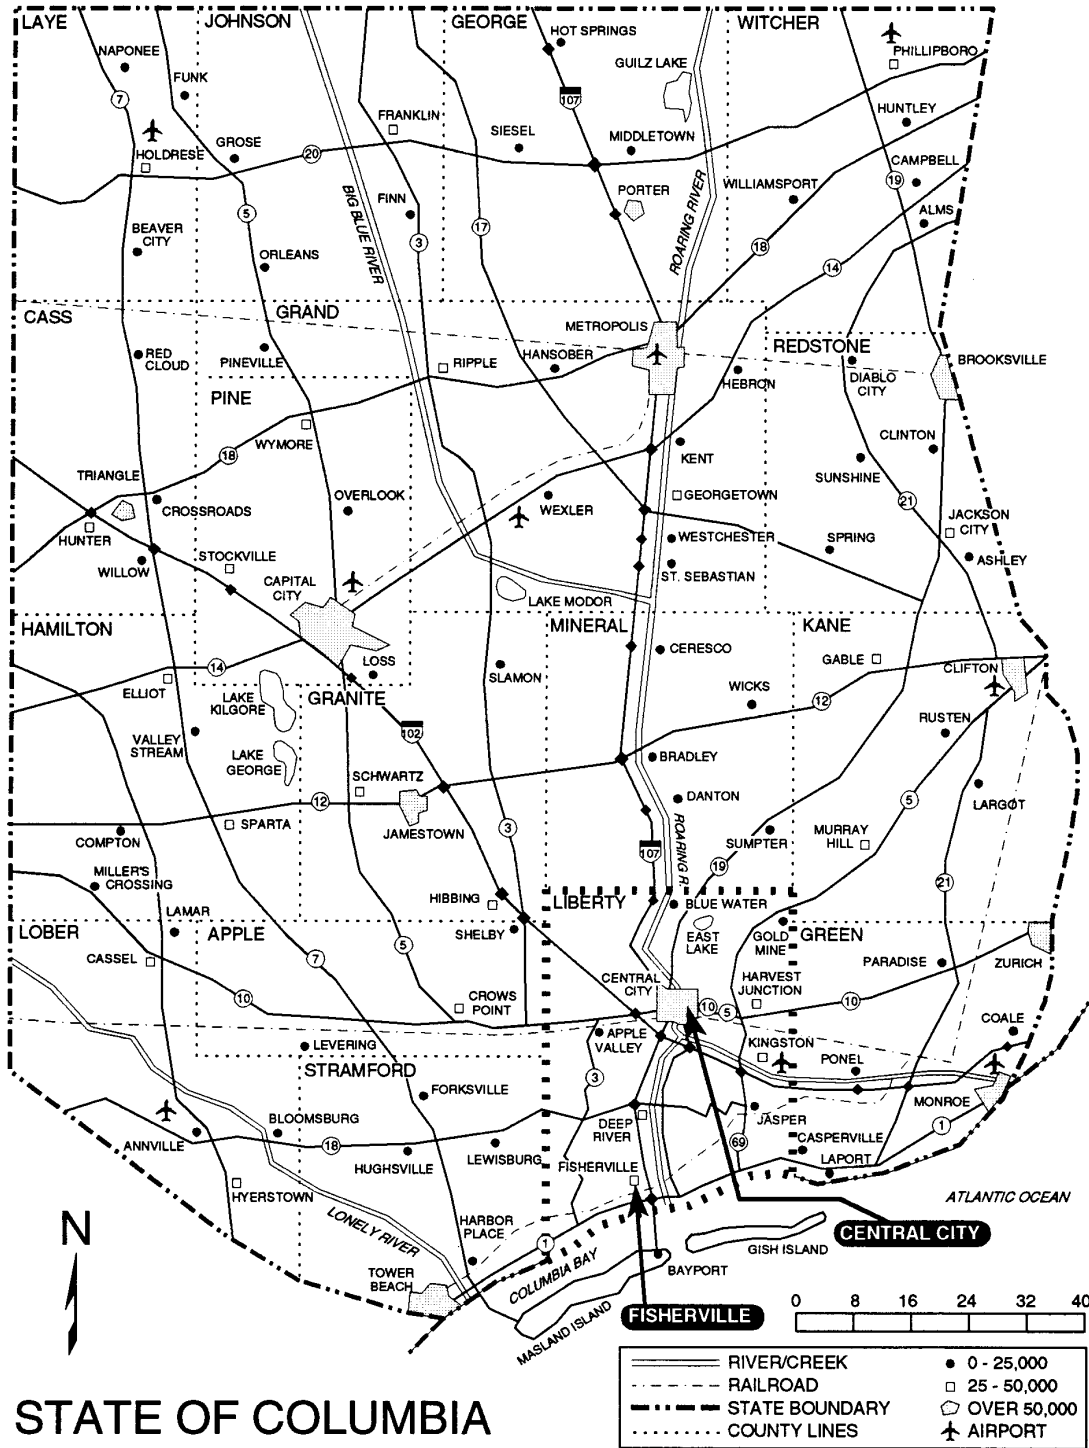 LAYE
JOHNSON
GEORGE
WITCHER
HOT SPRINGS
NAPONEE
GUILZ LAKE
PHILLIPBORO
FUNK
7
107
HUNTLEY
FRANKLIN
SIESEL
MIDDLETOWN
GROSE
HOLDRESE
20
CAMPBELL
19
PORTER
WILLIAMSPORT
FINN
BIG BLUE RIVER
ROARING RIVER
ALMS
5
17
3
18
14
BEAVER
CITY
ORLEANS
CASS
GRAND
METROPOLIS
REDSTONE
RED
CLOUD
PINEVILLE
RIPPLE
HANSOBER
BROOKSVILLE
DIABLO
CITY
HEBRON
PINE
WYMORE
CLINTON
18
KENT
SUNSHINE
TRIANGLE
CROSSROADS
OVERLOOK
WEXLER
GEORGETOWN
21
HUNTER
JACKSON
CITY
WESTCHESTER
SPRING
STOCKVILLE
WILLOW
ASHLEY
ST. SEBASTIAN
CAPITAL
CITY
LAKE MODOR
HAMILTON
MINERAL
KANE
CERESCO
GABLE
CLIFTON
14
LOSS
ELLIOT
SLAMON
GRANITE
LAKE
KILGORE
WICKS
12
RUSTEN
102
VALLEY
STREAM
LAKE
GEORGE
BRADLEY
SCHWARTZ
LARGOT
5
DANTON
12
JAMESTOWN
SPARTA
COMPTON
3
ROARING R.
SUMPTER
MURRAY
HILL
107
19
MILLER'S
CROSSING
21
HIBBING
LIBERTY
BLUE WATER
LAMAR
LOBER
APPLE
SHELBY
EAST
LAKE
GOLD
MINE
GREEN
5
CASSEL
7
PARADISE
ZURICH
CENTRAL
CITY
HARVEST
JUNCTION
10
CROWS
POINT
10
5
10
APPLE
VALLEY
COALE
LEVERING
KINGSTON
STRAMFORD
PONEL
3
FORKSVILLE
MONROE
BLOOMSBURG
DEEP
RIVER
JASPER
1
ANNVILLE
18
69
CASPERVILLE
HUGHSVILLE
LEWISBURG
FISHERVILLE
LAPORT
HYERSTOWN
ATLANTIC OCEAN
LONELY RIVER
HARBOR
PLACE
N
CENTRAL CITY
1
GISH ISLAND
COLUMBIA BAY
BAYPORT
TOWER
BEACH
0 8 16 24 32 40
FISHERVILLE
MASLAND ISLAND
RIVER/CREEK
0 - 25,000
RAILROAD
25 - 50,000
STATE BOUNDARY
OVER 50,000
COUNTY LINES
AIRPORT
STATE OF COLUMBIA